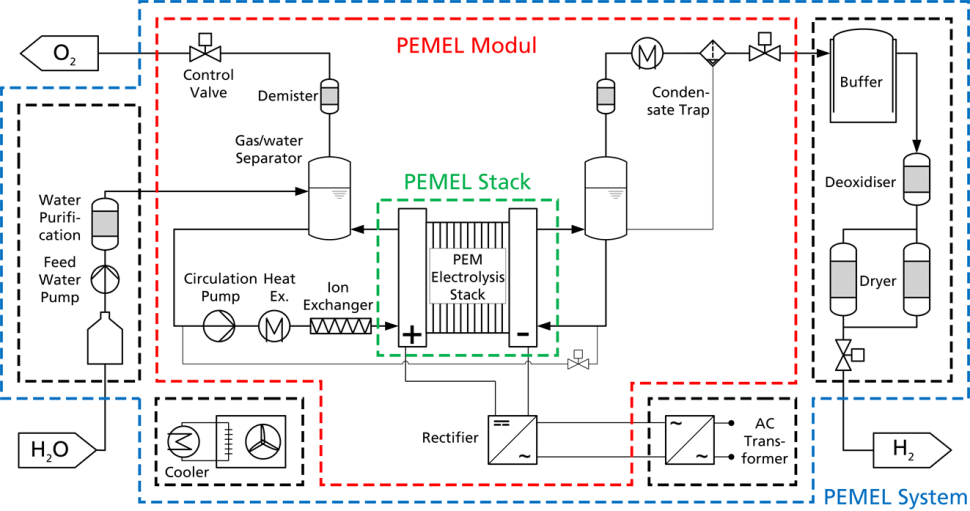 O₂
PEMEL Modul
Control
Valve
Demister
Gas/water
Separator
Conden-
sate Trap
Buffer
Deoxidiser
Dryer
PEMEL Stack
PEM
Electrolysis
Stack
+
-
Water
Purifi-
cation
Feed
Water
Pump
Circulation
Pump
Heat
Ex.
Ion
Exchanger
M
M
M
H₂O
Cooler
Rectifier
=
~
~
~
AC
Trans-
former
H₂
PEMEL System